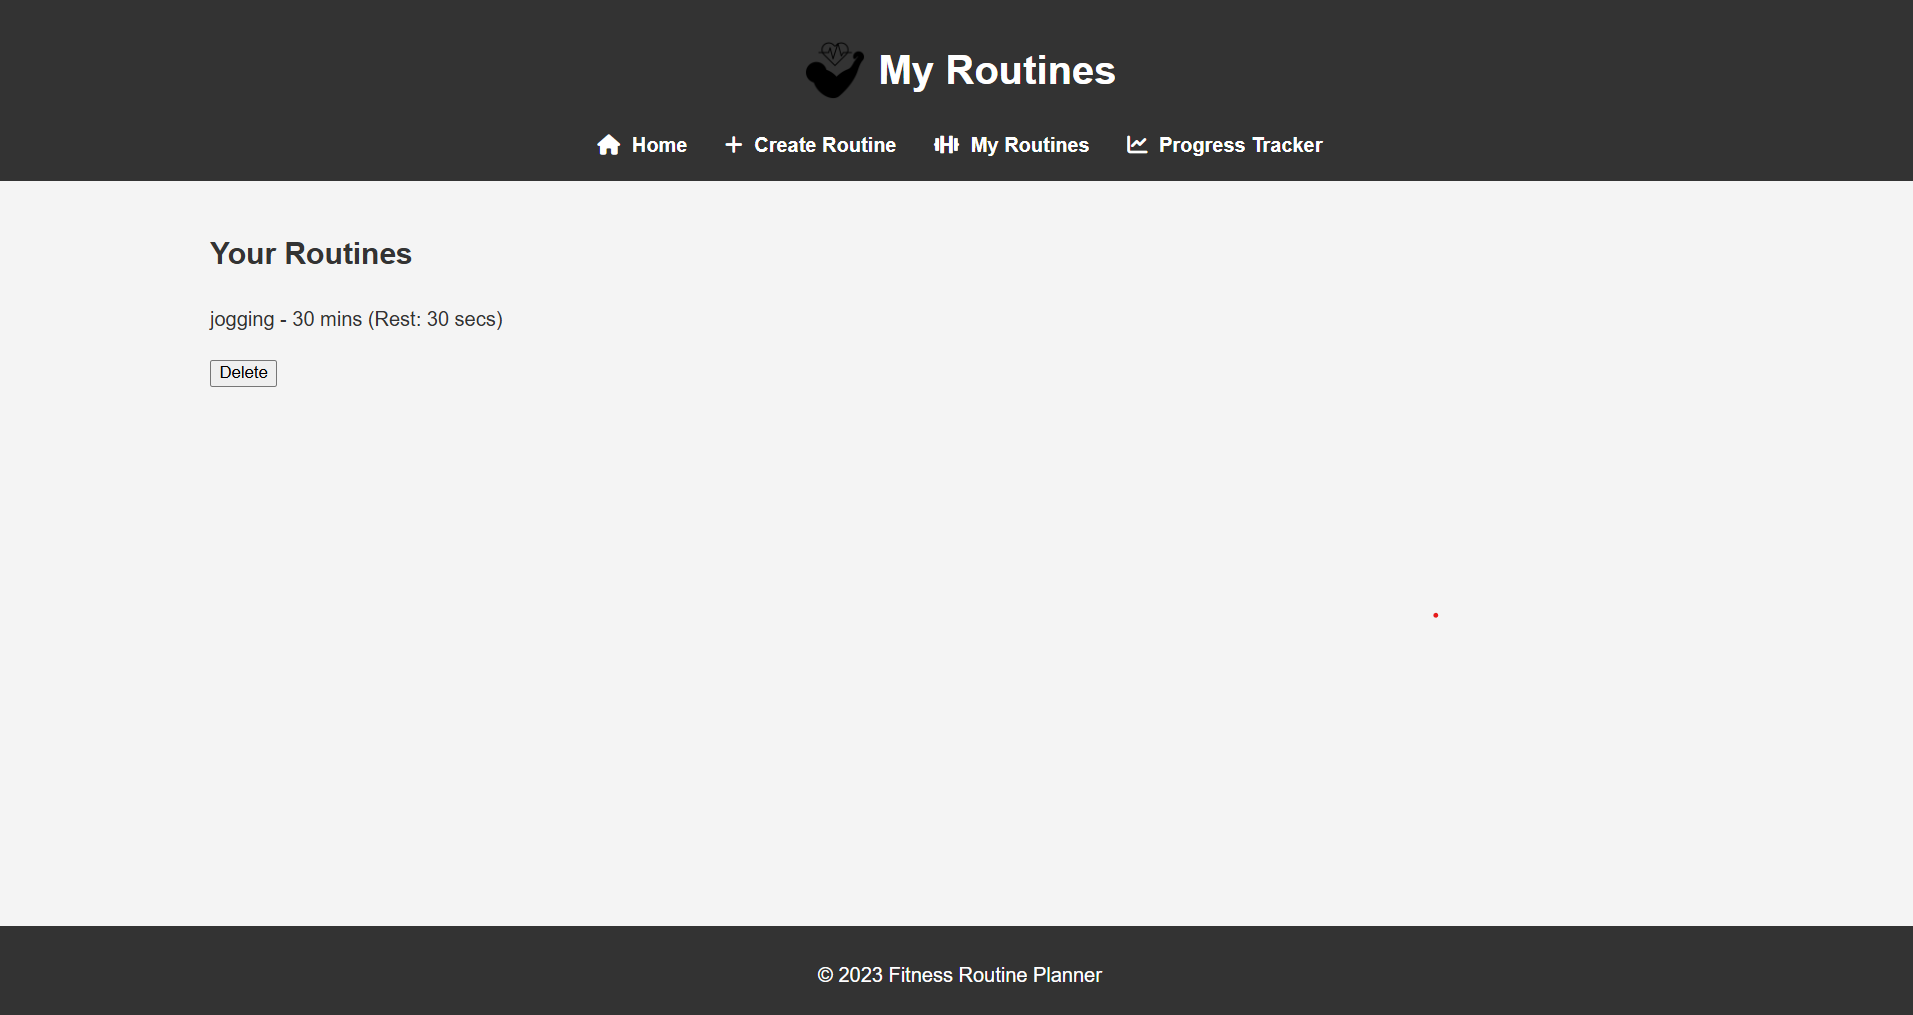 My Routines
Home Create Routine My Routines Progress Tracker
Your Routines
jogging - 30 mins (Rest: 30 secs)
Delete
© 2023 Fitness Routine Planner